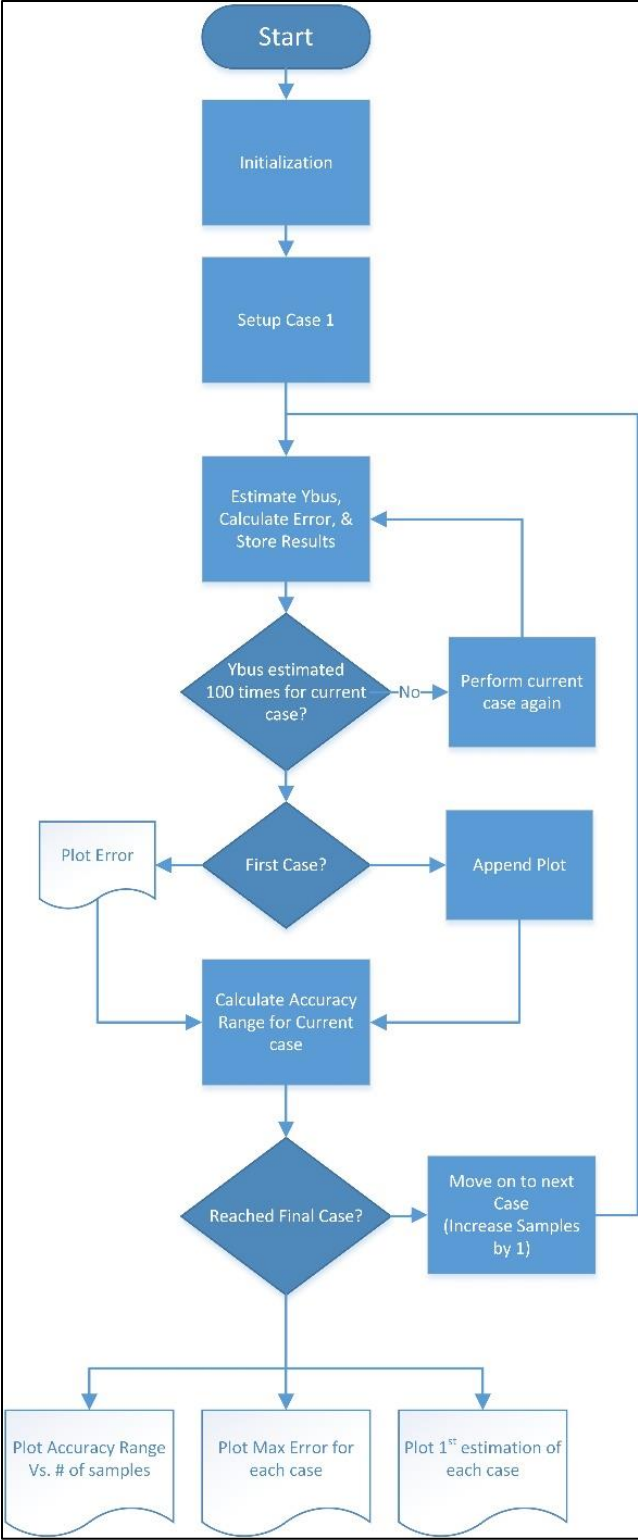 Start
Initialization
Setup Case 1
Estimate Ybus,
Calculate Error, &
Store Results
Ybus estimated
100 times for current
case?
No
Perform current
case again
Plot Error
First Case?
Append Plot
Calculate Accuracy
Range for Current
case
Reached Final Case?
Move on to next
Case
(Increase Samples
by 1)
Plot Accuracy Range
Vs. # of samples
Plot Max Error for
each case
Plot 1st estimation of
each case